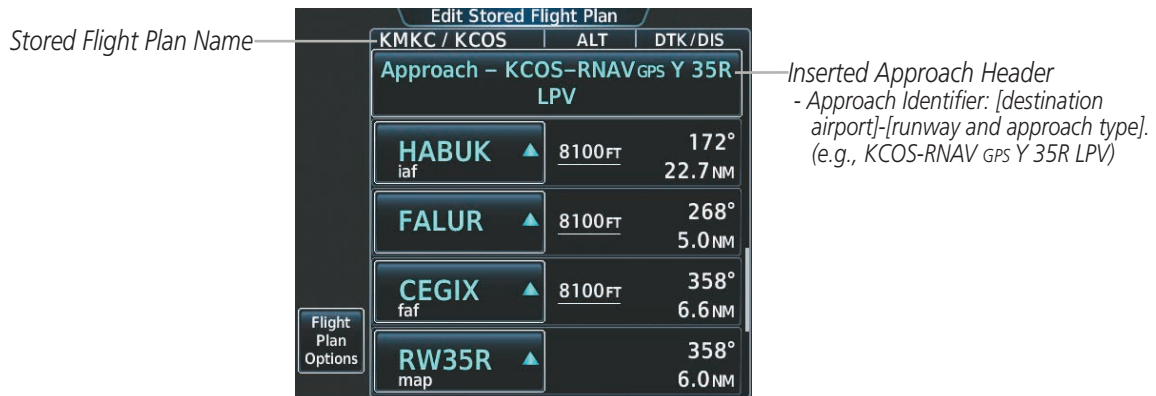 Edit Stored Flight Plan
Stored Flight Plan Name
KMKC / KCOS ALT DTK/DIS
Approach – KCOS–RNAV GPS Y 35R
LPV
Inserted Approach Header
- Approach Identifier: [destination
airport]-[runway and approach type].
(e.g., KCOS-RNAV GPS Y 35R LPV)
HABUK 8100FT 172°
iaf 22.7NM
FALUR 8100FT 268°
5.0NM
CEGIX 8100FT 358°
faf 6.6NM
Flight
Plan
Options
RW35R 358°
map 6.0NM